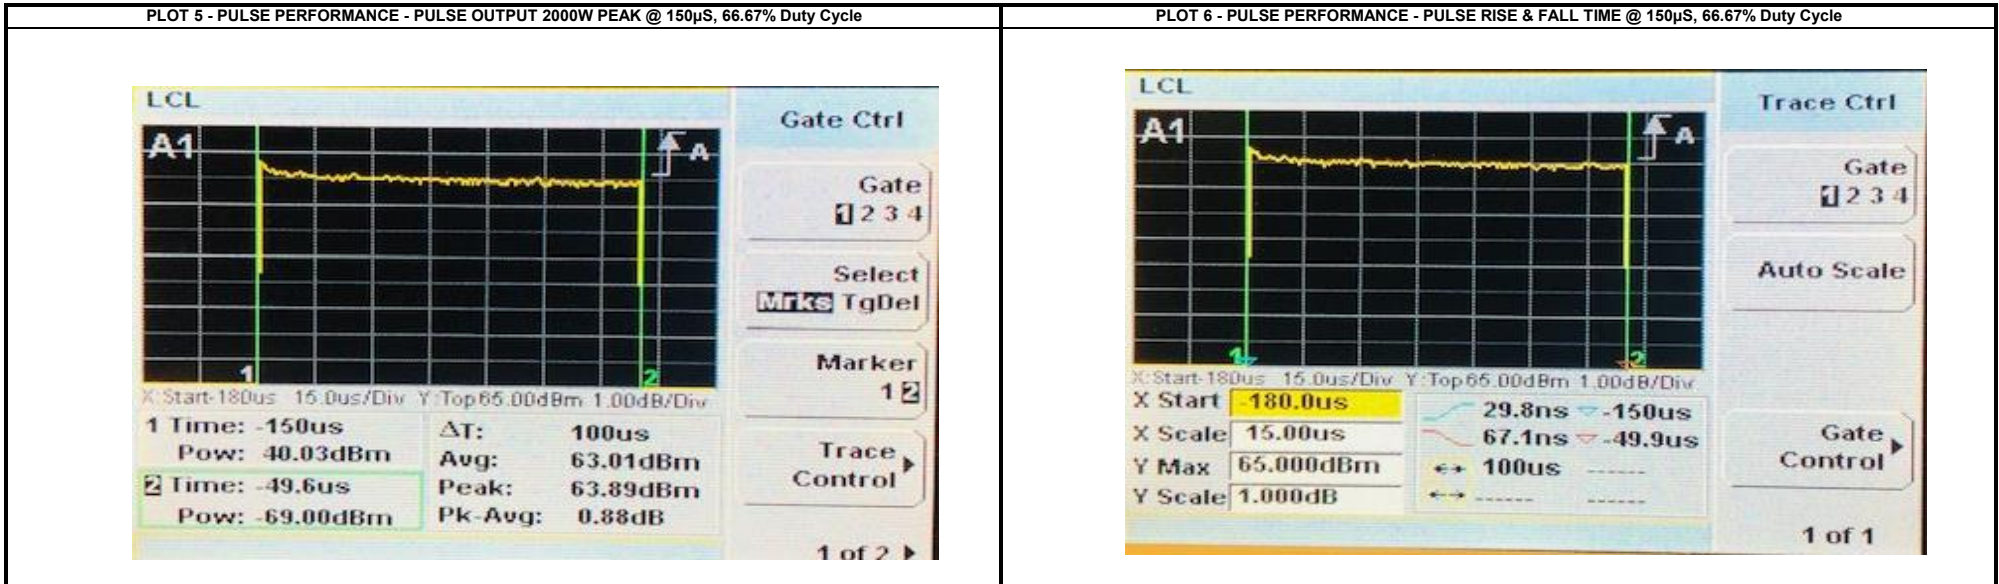 PLOT 5 - PULSE PERFORMANCE - PULSE OUTPUT 2000W PEAK @ 150µS, 66.67% Duty Cycle
LCL
A1
A
1
2
X:Start-180us 15.0us/Div Y:Top65.00dBm 1.00dB/Div
1 Time: -150us
Pow: 40.03dBm
2 Time: -49.6us
Pow: -69.00dBm
ΔT: 100us
Avg: 63.01dBm
Peak: 63.89dBm
Pk-Avg: 0.88dB
Gate Ctrl
Gate
1 2 3 4
Select
Mrks TgDel
Marker
1 2
Trace
Control
1 of 2
PLOT 6 - PULSE PERFORMANCE - PULSE RISE & FALL TIME @ 150µS, 66.67% Duty Cycle
LCL
A1
A
1
2
X:Start-180us 15.0us/Div Y:Top65.00dBm 1.00dB/Div
X Start -180.0us
X Scale 15.00us
Y Max 65.000dBm
Y Scale 1.000dB
29.8ns -150us
67.1ns -49.9us
100us ------
------ ------
Trace Ctrl
Gate
1 2 3 4
Auto Scale
Gate
Control
1 of 1